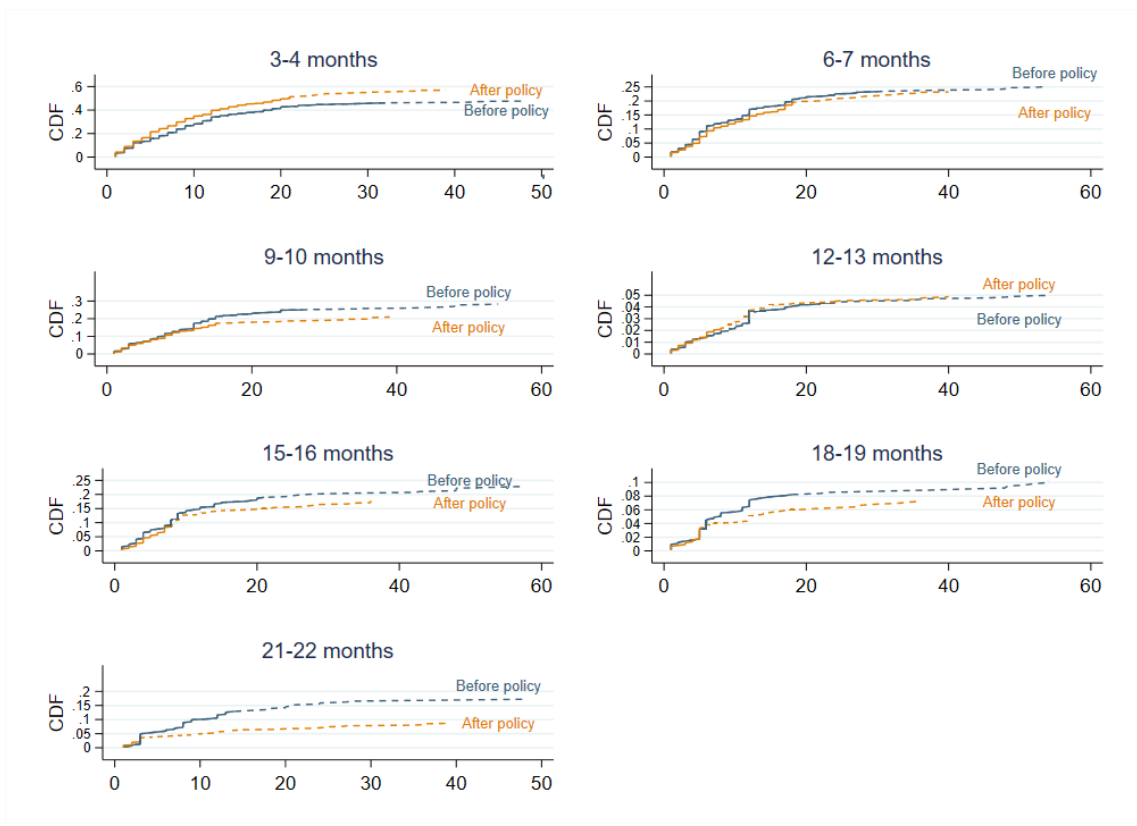 3-4 months
CDF
.6
.4
.2
0
After policy
Before policy
0 10 20 30 40 50
6-7 months
CDF
.25
.2
.15
.1
.05
0
Before policy
After policy
0 20 40 60
9-10 months
CDF
.3
.2
.1
0
Before policy
After policy
0 20 40 60
12-13 months
CDF
.05
.04
.03
.02
.01
0
After policy
Before policy
0 20 40 60
15-16 months
CDF
.25
.2
.15
.1
.05
0
Before policy
After policy
0 20 40 60
18-19 months
CDF
.1
.08
.06
.04
.02
0
Before policy
After policy
0 20 40 60
21-22 months
CDF
.2
.15
.1
.05
0
Before policy
After policy
0 10 20 30 40 50